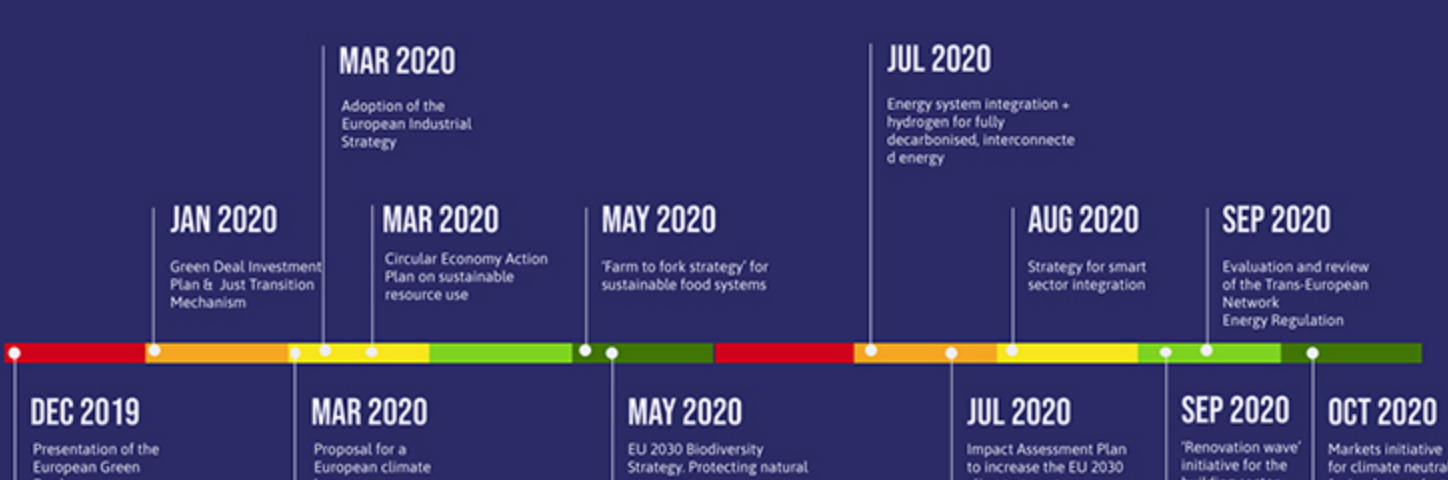 MAR 2020
Adoption of the
European Industrial
Strategy
JUL 2020
Energy system integration +
hydrogen for fully
decarbonised, interconnecte
d energy
JAN 2020
Green Deal Investment
Plan & Just Transition
Mechanism
MAR 2020
Circular Economy Action
Plan on sustainable
resource use
MAY 2020
'Farm to fork strategy' for
sustainable food systems
AUG 2020
Strategy for smart
sector integration
SEP 2020
Evaluation and review
of the Trans-European
Network
Energy Regulation
DEC 2019
Presentation of the
European Green
MAR 2020
Proposal for a
European climate
MAY 2020
EU 2030 Biodiversity
Strategy. Protecting natural
JUL 2020
Impact Assessment Plan
to increase the EU 2030
SEP 2020
'Renovation wave'
initiative for the
OCT 2020
Markets initiative
for climate